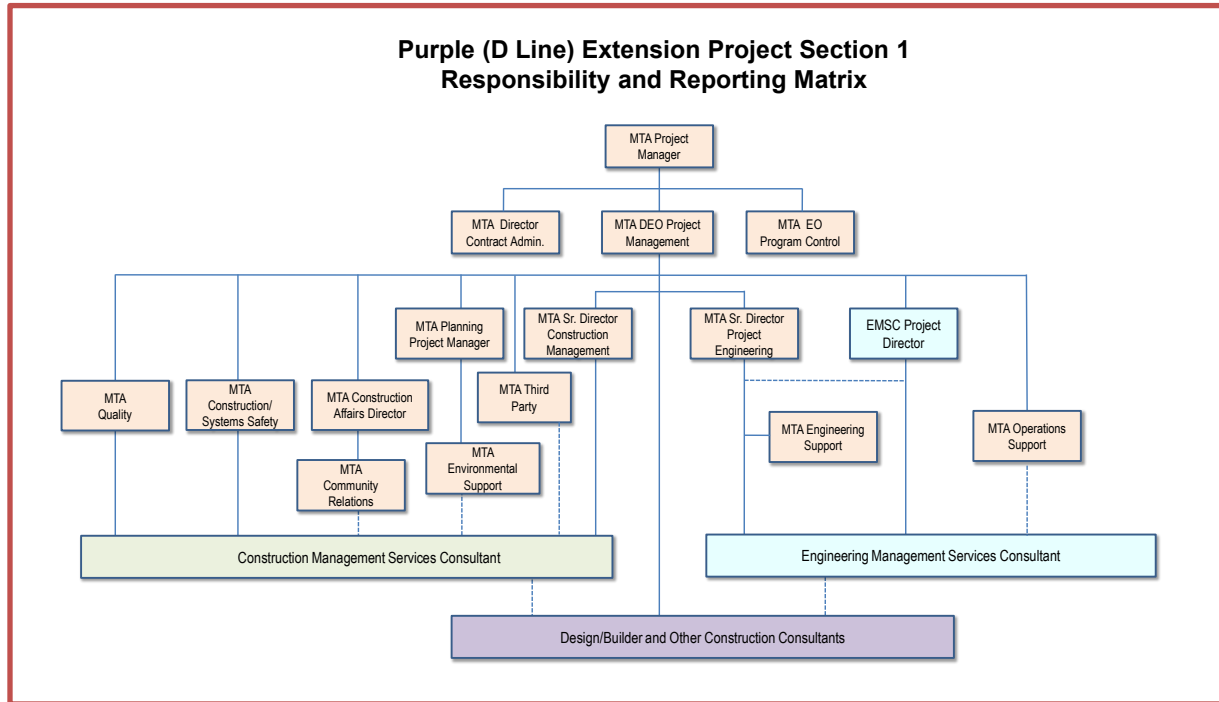 Purple (D Line) Extension Project Section 1
Responsibility and Reporting Matrix
MTA Project
Manager
MTA Director
Contract Admin.
MTA DEO Project
Management
MTA EO
Program Control
MTA Planning
Project Manager
MTA Sr. Director
Construction
Management
MTA Sr. Director
Project
Engineering
EMSC Project
Director
MTA
Quality
MTA
Construction/
Systems Safety
MTA Construction
Affairs Director
MTA Third
Party
MTA Engineering
Support
MTA Operations
Support
MTA
Community
Relations
MTA
Environmental
Support
Construction Management Services Consultant
Engineering Management Services Consultant
Design/Builder and Other Construction Consultants